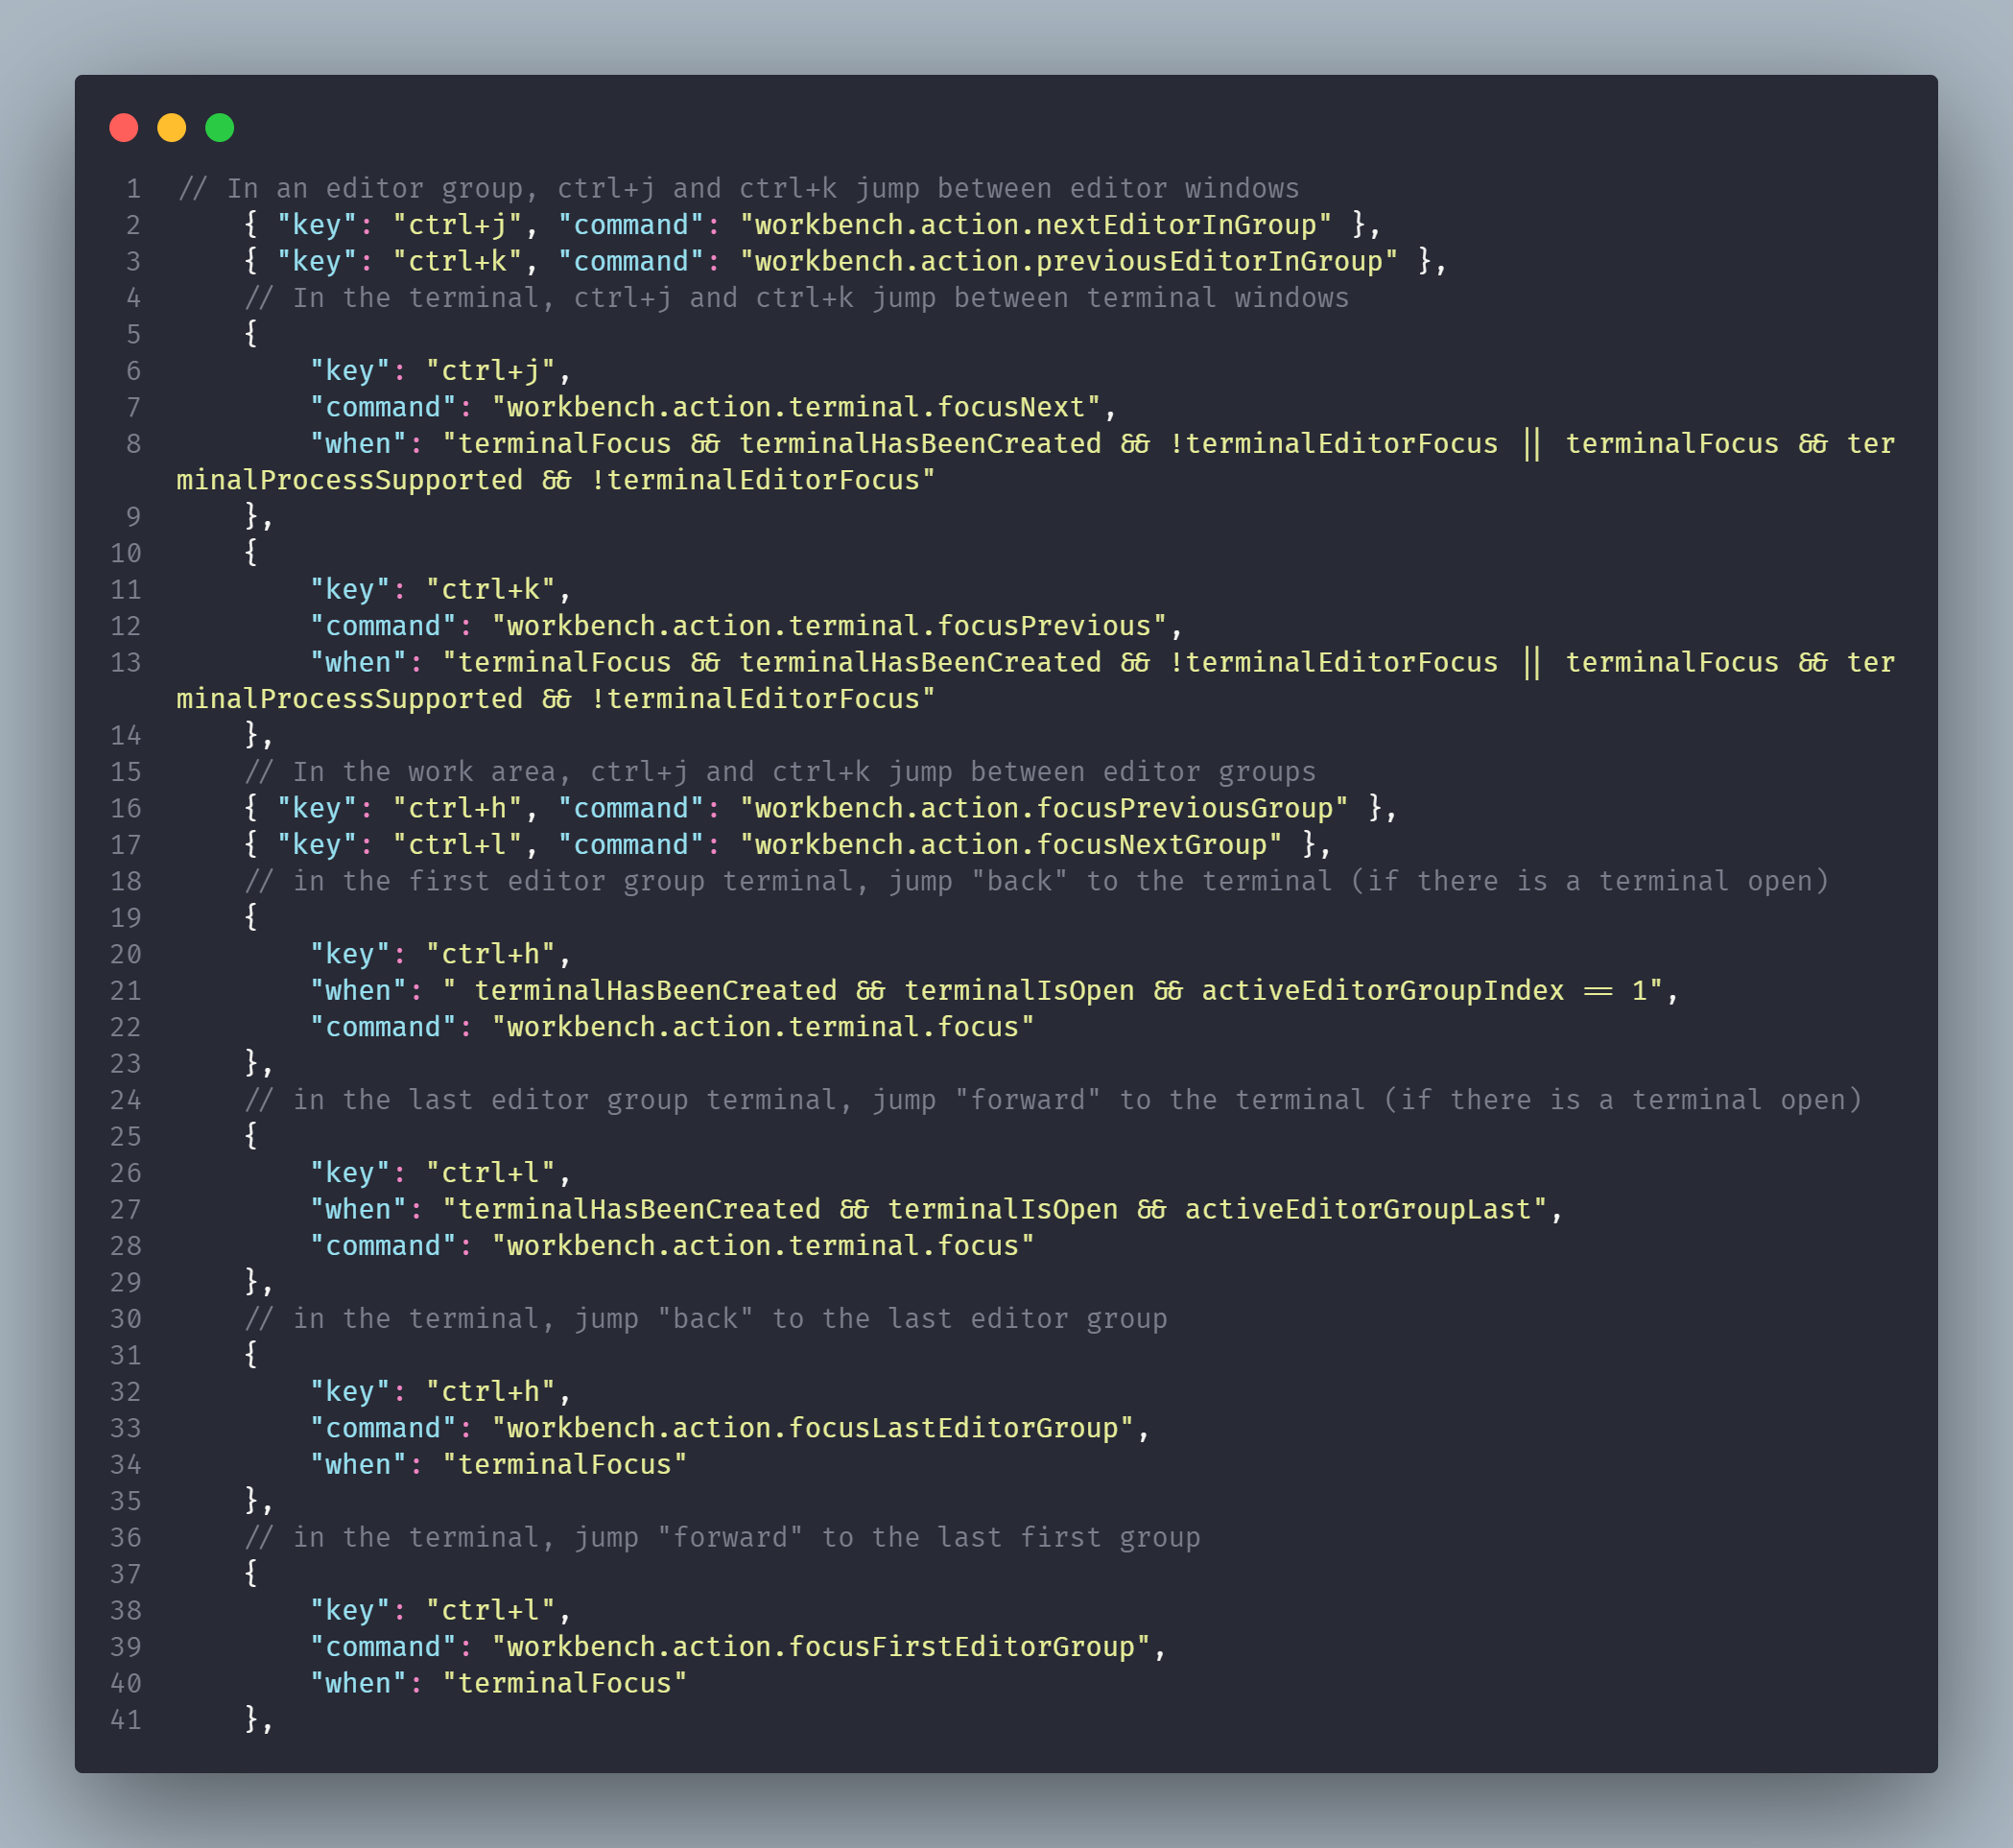 1 // In an editor group, ctrl+j and ctrl+k jump between editor windows
2     { "key": "ctrl+j", "command": "workbench.action.nextEditorInGroup" },
3     { "key": "ctrl+k", "command": "workbench.action.previousEditorInGroup" },
4     // In the terminal, ctrl+j and ctrl+k jump between terminal windows
5     {
6         "key": "ctrl+j",
7         "command": "workbench.action.terminal.focusNext",
8         "when": "terminalFocus && terminalHasBeenCreated && !terminalEditorFocus || terminalFocus && ter
minalProcessSupported && !terminalEditorFocus"
9     },
10     {
11         "key": "ctrl+k",
12         "command": "workbench.action.terminal.focusPrevious",
13         "when": "terminalFocus && terminalHasBeenCreated && !terminalEditorFocus || terminalFocus && ter
minalProcessSupported && !terminalEditorFocus"
14     },
15     // In the work area, ctrl+j and ctrl+k jump between editor groups
16     { "key": "ctrl+h", "command": "workbench.action.focusPreviousGroup" },
17     { "key": "ctrl+l", "command": "workbench.action.focusNextGroup" },
18     // in the first editor group terminal, jump "back" to the terminal (if there is a terminal open)
19     {
20         "key": "ctrl+h",
21         "when": " terminalHasBeenCreated && terminalIsOpen && activeEditorGroupIndex == 1",
22         "command": "workbench.action.terminal.focus"
23     },
24     // in the last editor group terminal, jump "forward" to the terminal (if there is a terminal open)
25     {
26         "key": "ctrl+l",
27         "when": "terminalHasBeenCreated && terminalIsOpen && activeEditorGroupLast",
28         "command": "workbench.action.terminal.focus"
29     },
30     // in the terminal, jump "back" to the last editor group
31     {
32         "key": "ctrl+h",
33         "command": "workbench.action.focusLastEditorGroup",
34         "when": "terminalFocus"
35     },
36     // in the terminal, jump "forward" to the last first group
37     {
38         "key": "ctrl+l",
39         "command": "workbench.action.focusFirstEditorGroup",
40         "when": "terminalFocus"
41     },